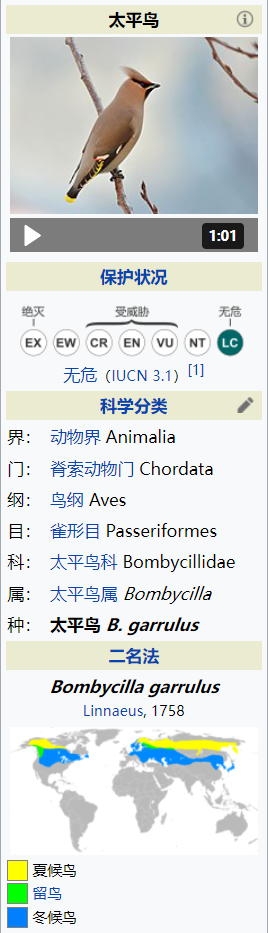 太平鸟
1:01
保护状况
绝灭 受威胁 无危
EX EW CR EN VU NT LC
无危（IUCN 3.1）[1]
科学分类
界： 动物界 Animalia
门： 脊索动物门 Chordata
纲： 鸟纲 Aves
目： 雀形目 Passeriformes
科： 太平鸟科 Bombycillidae
属： 太平鸟属 Bombycilla
种： 太平鸟 B. garrulus
二名法
Bombycilla garrulus
Linnaeus, 1758
夏候鸟
留鸟
冬候鸟